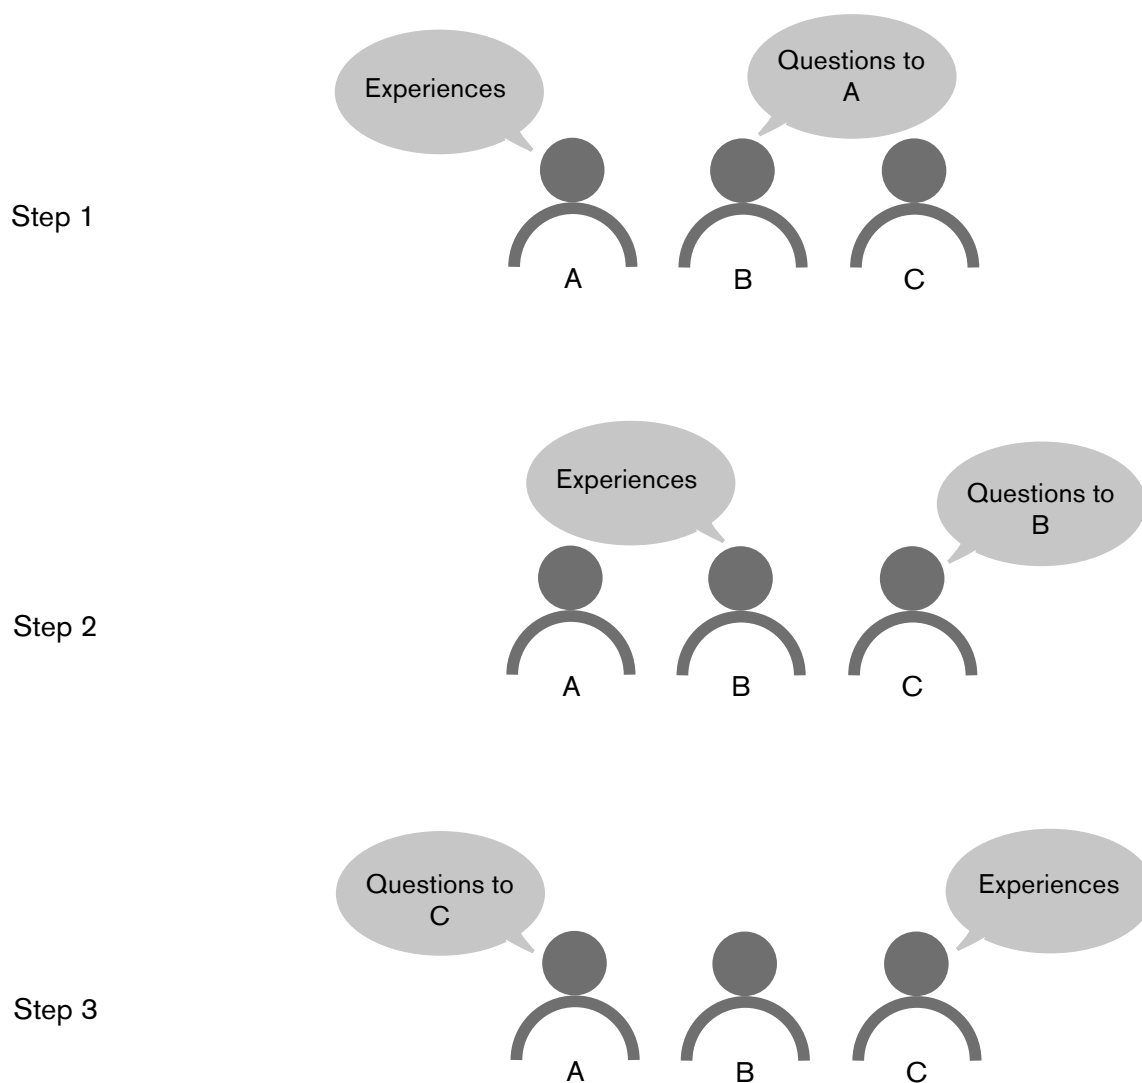 Experiences
Questions to
A
Step 1
A
B
C
Experiences
Questions to
B
Step 2
A
B
C
Questions to
C
Experiences
Step 3
A
B
C